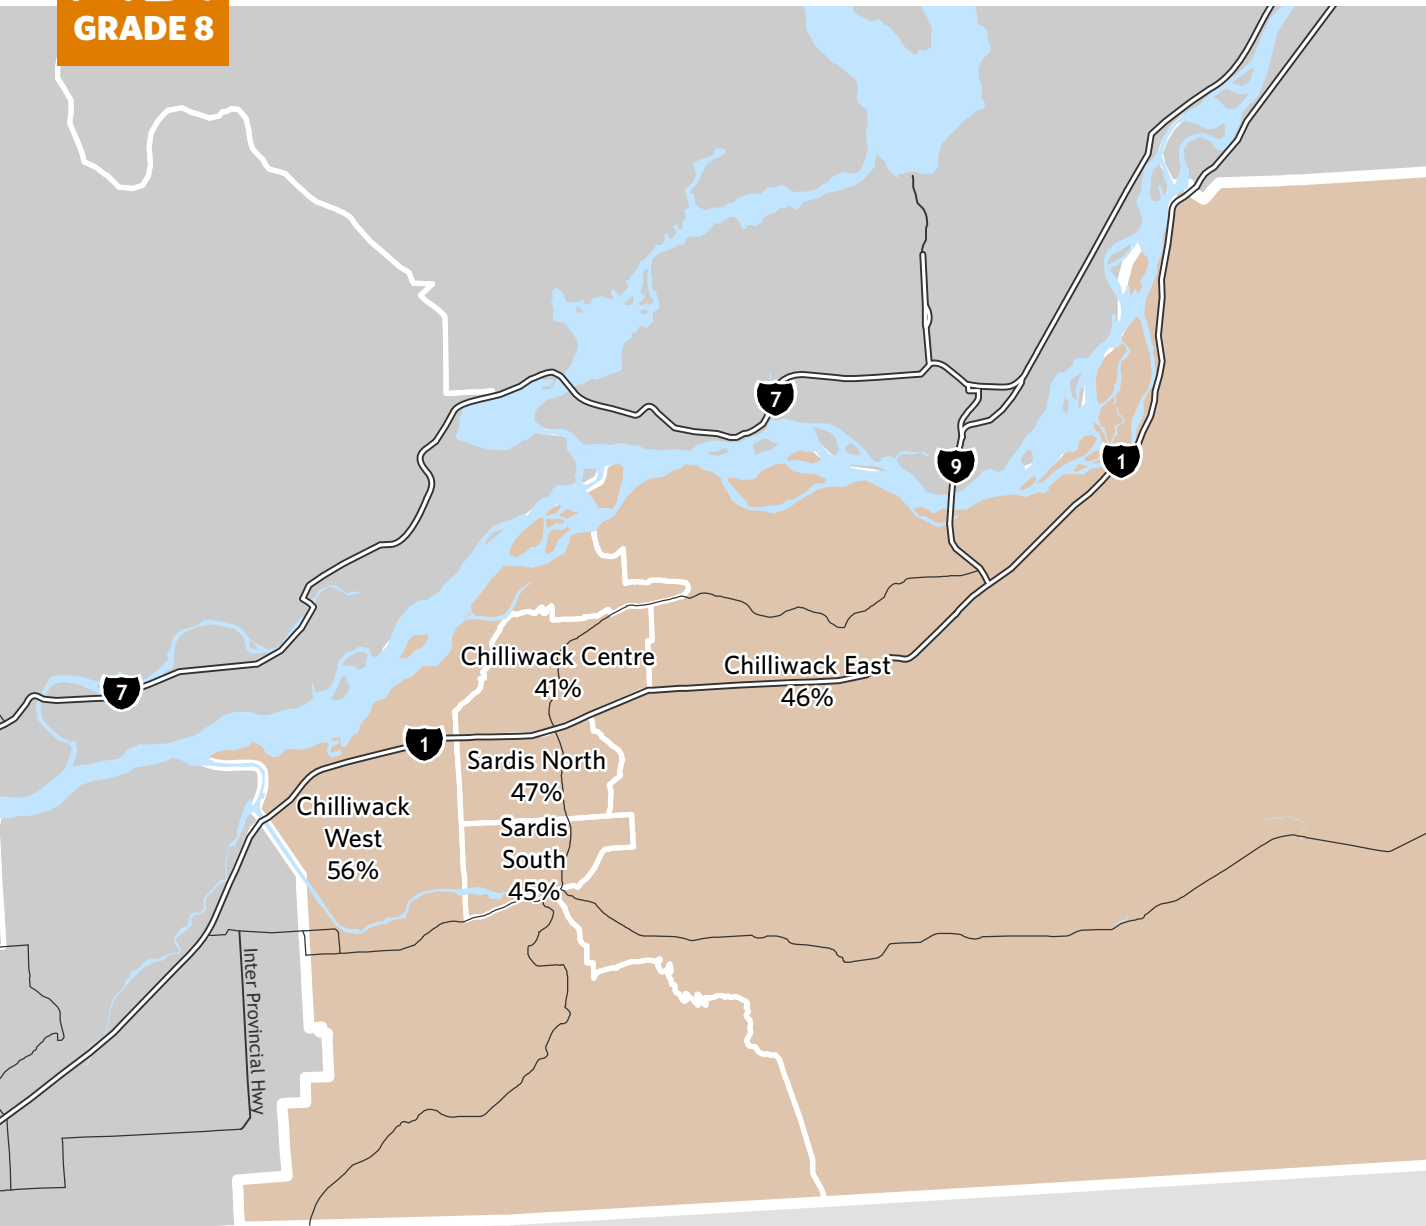 GRADE 8
7
9
1
Chilliwack Centre
41%
Chilliwack East
46%
7
1
Sardis North
47%
Chilliwack
West
56%
Sardis
South
45%
Inter Provincial Hwy